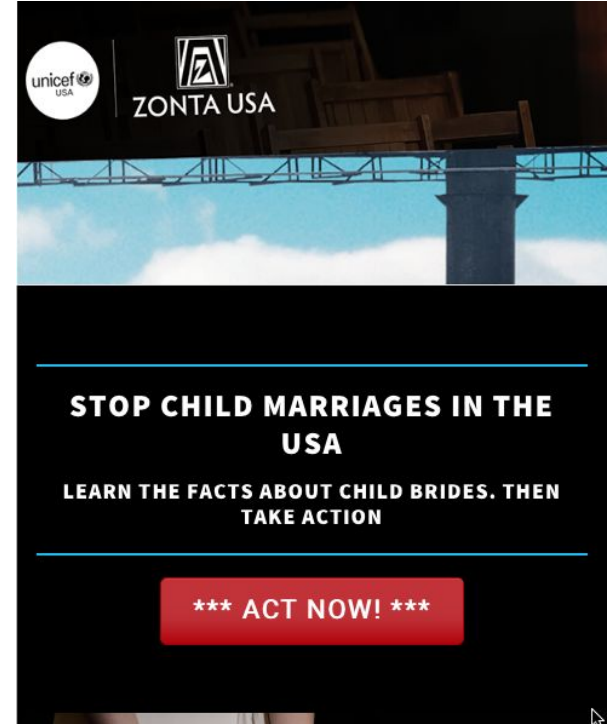 unicef
USA
ZONTA USA
STOP CHILD MARRIAGES IN THE
USA
LEARN THE FACTS ABOUT CHILD BRIDES. THEN
TAKE ACTION
*** ACT NOW! ***